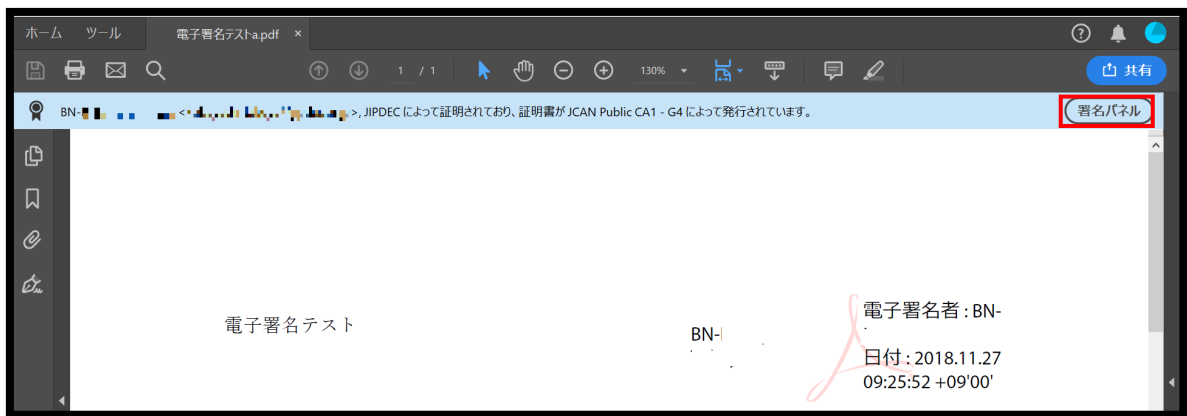 ホーム ツール 電子署名テストa.pdf ×
1 / 1 130% 共有
BN- >, JIPDEC によって証明されており、証明書が JCAN Public CA1 - G4 によって発行されています。 署名パネル
電子署名者 : BN-
電子署名テスト
BN-
日付 : 2018.11.27
09:25:52 +09'00'